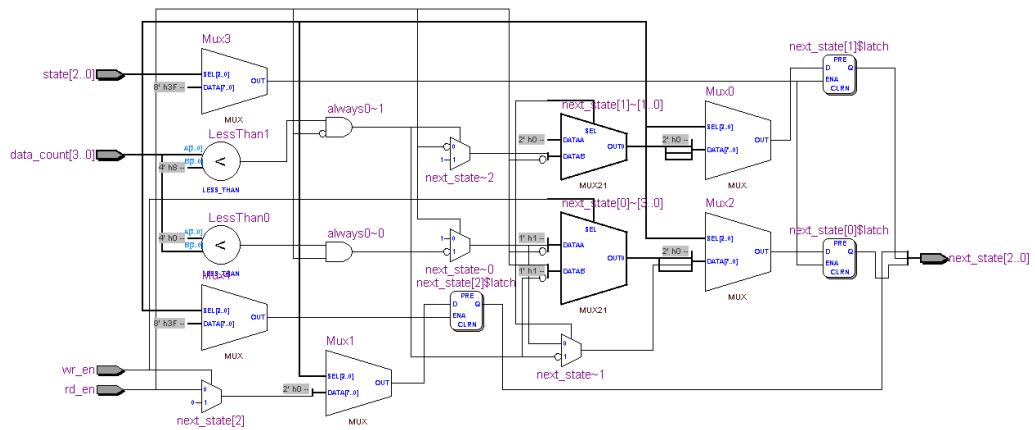 next_state[1]$latch
PRE
D Q
ENA
CLRN
Mux3
state[2..0]
SEL[2..0]
OUT
DATA[7..0]
8' h3F --
MUX
Mux0
SEL[2..0]
OUT
2' h0 --
DATA[7..0]
MUX
always0~1
LessThan1
data_count[3..0]
A[3..0]
B[3..0]
4' h8 --
<
LESS_THAN
0
1
1
next_state~2
next_state[1]~[1..0]
SEL
2' h0 --
DATAA
OUT0
DATAB
MUX21
LessThan0
4' h0 --
A[3..0]
B[3..0]
<
LESS_THAN
always0~0
1
0
1
next_state~0
next_state[0]~[3..0]
SEL
1' h1 --
DATAA
OUT0
1' h1 --
DATAB
MUX21
Mux2
SEL[2..0]
OUT
2' h0 --
DATA[7..0]
MUX
next_state[0]$latch
PRE
D Q
ENA
CLRN
next_state[2..0]
Mux4
SEL[2..0]
OUT
8' h3F --
DATA[7..0]
MUX
next_state[2]$latch
PRE
D Q
ENA
CLRN
0
1
next_state~1
Mux1
SEL[2..0]
OUT
2' h0 --
DATA[7..0]
MUX
wr_en
rd_en
0
0
1
next_state[2]